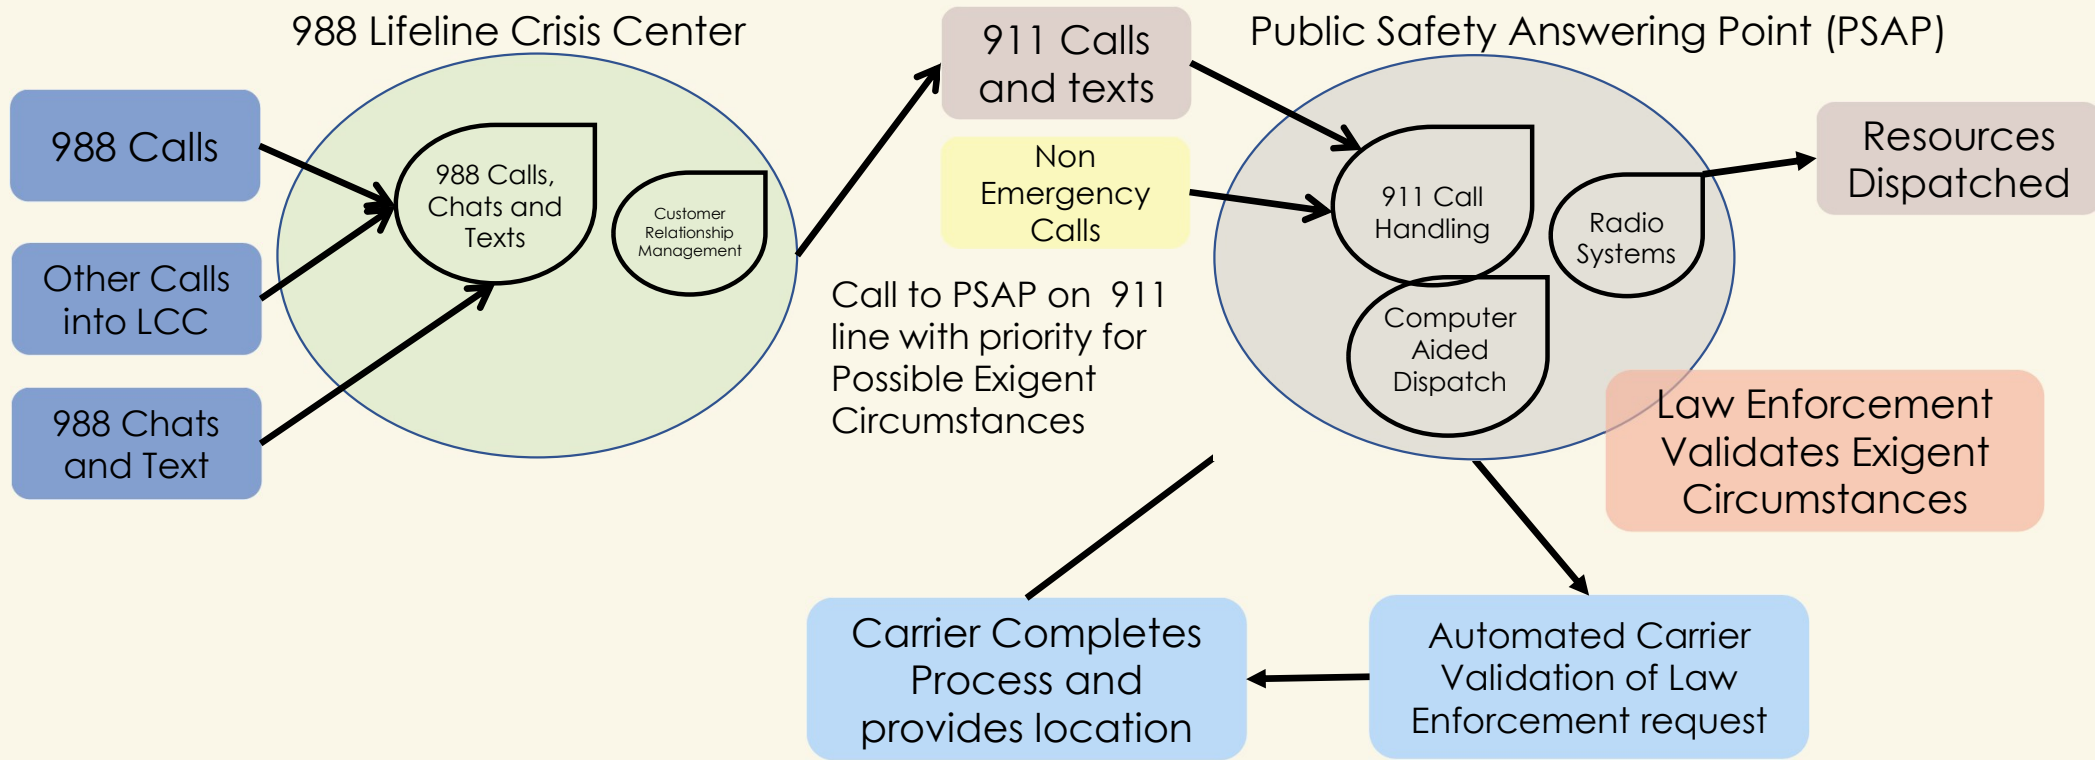 988 Lifeline Crisis Center
988 Calls
Other Calls
into LCC
988 Chats
and Text
988 Calls,
Chats and
Texts
Customer
Relationship
Management
911 Calls
and texts
Non
Emergency
Calls
Call to PSAP on 911
line with priority for
Possible Exigent
Circumstances
Public Safety Answering Point (PSAP)
911 Call
Handling
Radio
Systems
Computer
Aided
Dispatch
Resources
Dispatched
Law Enforcement
Validates Exigent
Circumstances
Carrier Completes
Process and
provides location
Automated Carrier
Validation of Law
Enforcement request